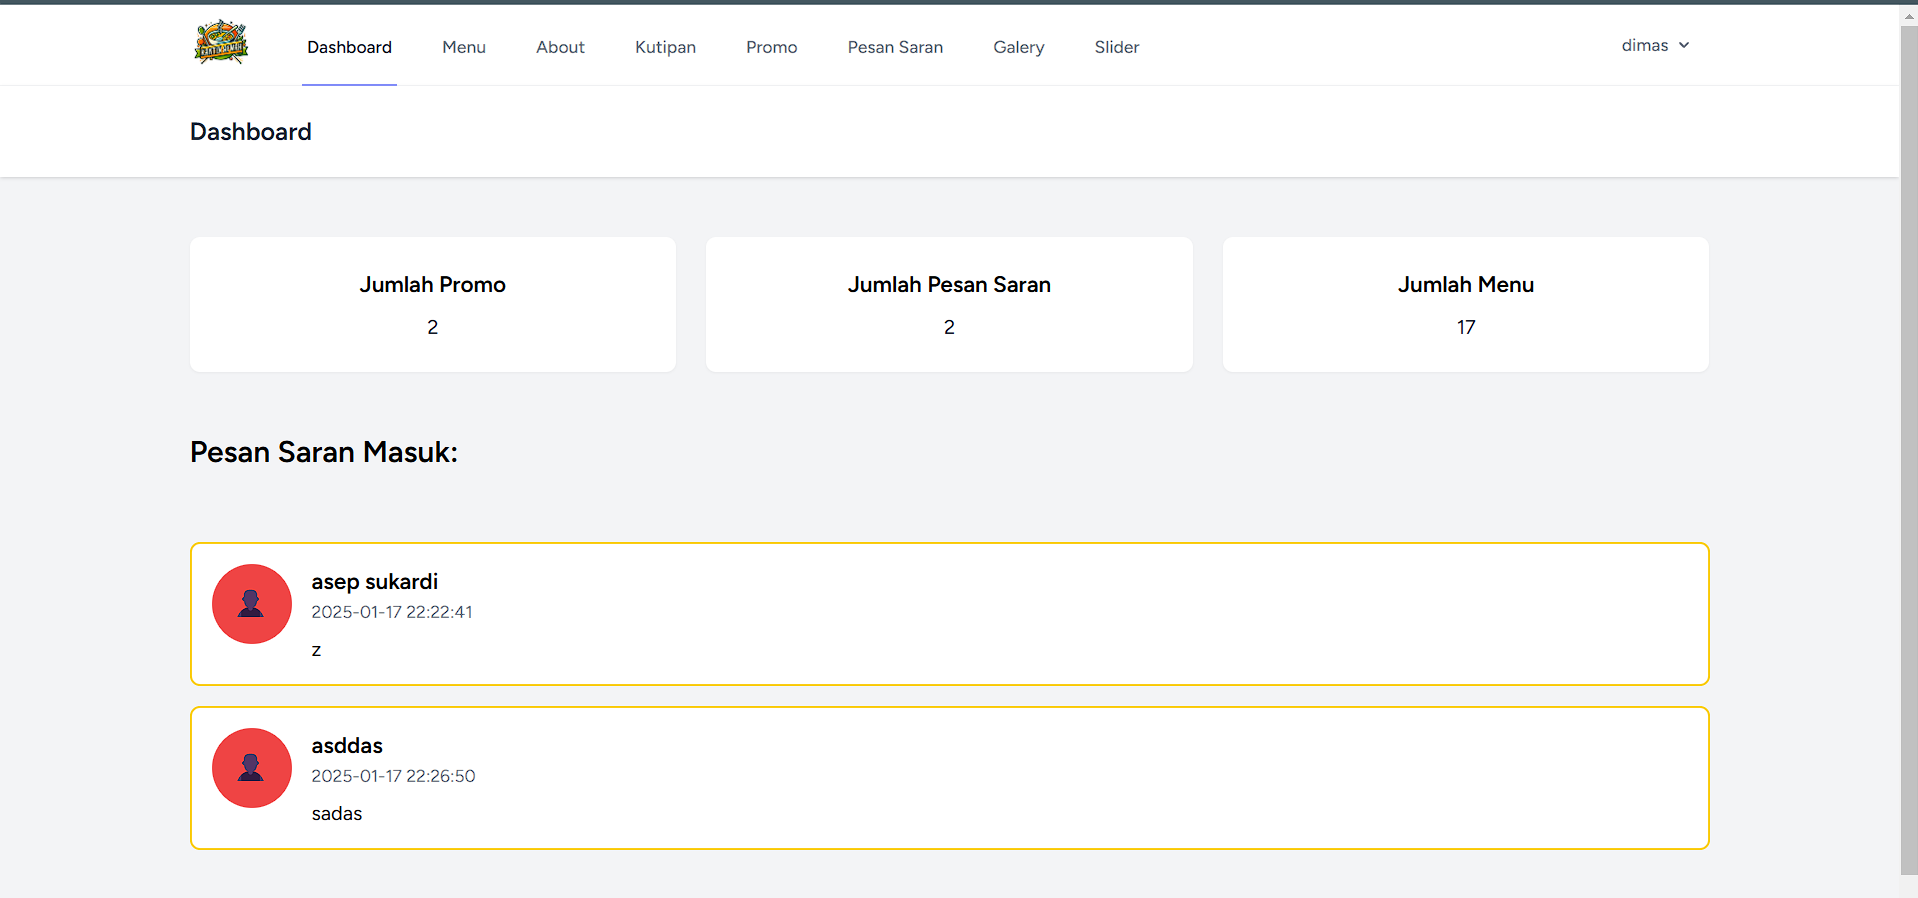 Dashboard Menu About Kutipan Promo Pesan Saran Galery Slider dimas
Dashboard
Jumlah Promo Jumlah Pesan Saran Jumlah Menu
2 2 17
Pesan Saran Masuk:
asep sukardi
2025-01-17 22:22:41
z
asddas
2025-01-17 22:26:50
sadas